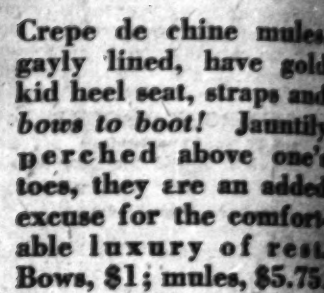 Crepe de chine mules
gayly lined, have gold
kid heel seat, straps and
bows to boot! Jauntily
perched above one's
toes, they are an added
excuse for the comfort-
able luxury of rest.
Bows, $1; mules, $5.75.